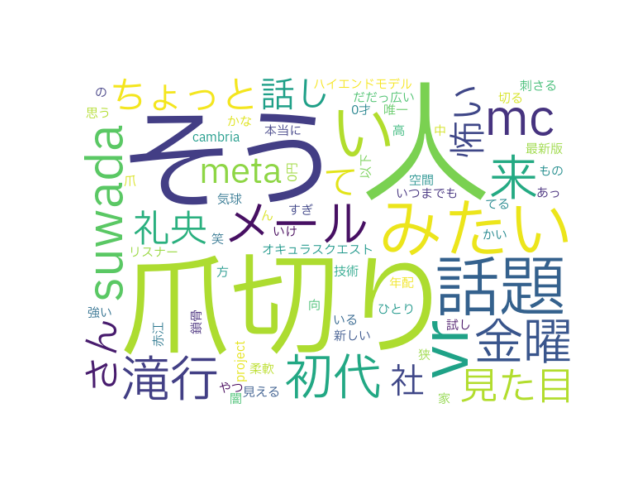 ちょっと
話し
ハイエンドモデル
だだっ広い
0才
唯一
刺さる
切る
の
思う
かな
本当に
cambria
そう
人
い
怖い
mc
高
中
最新版
meta
0円
以下
て
来
もの
あっ
空間
いつまでも
てる
爪
気球
suwada
礼央
メール
すぎ
ん
いけ
みたい
かい
笑
リスナー
オキュラスクエスト
方
技術
年配
爪切り
話題
強い
赤江
鎖骨
向
いる
新しい
ひとり
vr
試し
金曜
さん
滝行
project
柔軟
やつ
見える
闇
初代
社
狭
家
見た目